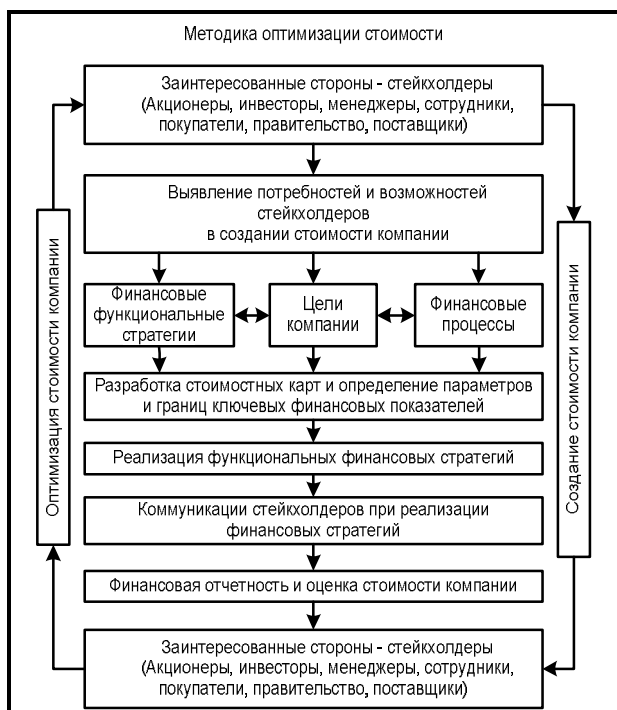 Методика оптимизации стоимости
Заинтересованные стороны - стейкхолдеры
(Акционеры, инвесторы, менеджеры, сотрудники,
покупатели, правительство, поставщики)
Выявление потребностей и возможностей
стейкхолдеров
в создании стоимости компании
Финансовые
функциональные
стратегии
Цели
компании
Финансовые
процессы
Разработка стоимостных карт и определение параметров
и границ ключевых финансовых показателей
Реализация функциональных финансовых стратегий
Коммуникации стейкхолдеров при реализации
финансовых стратегий
Финансовая отчетность и оценка стоимости компании
Заинтересованные стороны - стейкхолдеры
(Акционеры, инвесторы, менеджеры, сотрудники,
покупатели, правительство, поставщики)
Оптимизация стоимости компании
Создание стоимости компании